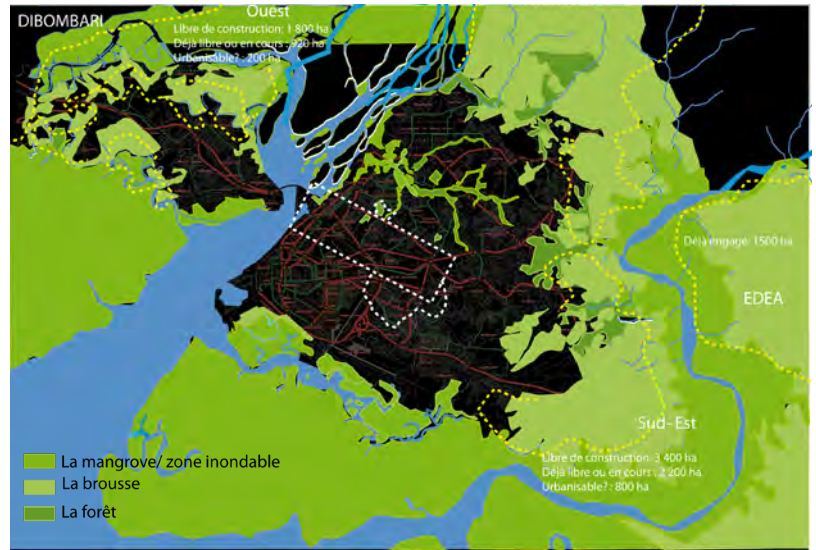 DIBOMBARI
Ouest
Libre de construction: 1 800 ha
Déjà libre ou en cours : 920 ha
Urbanisable? : 200 ha
Déjà engagé: 1500 ha
EDEA
Sud-Est
Libre de construction: 3 400 ha
Déjà libre ou en cours : 2 200 ha
Urbanisable? : 800 ha
La mangrove/ zone inondable
La brousse
La forêt